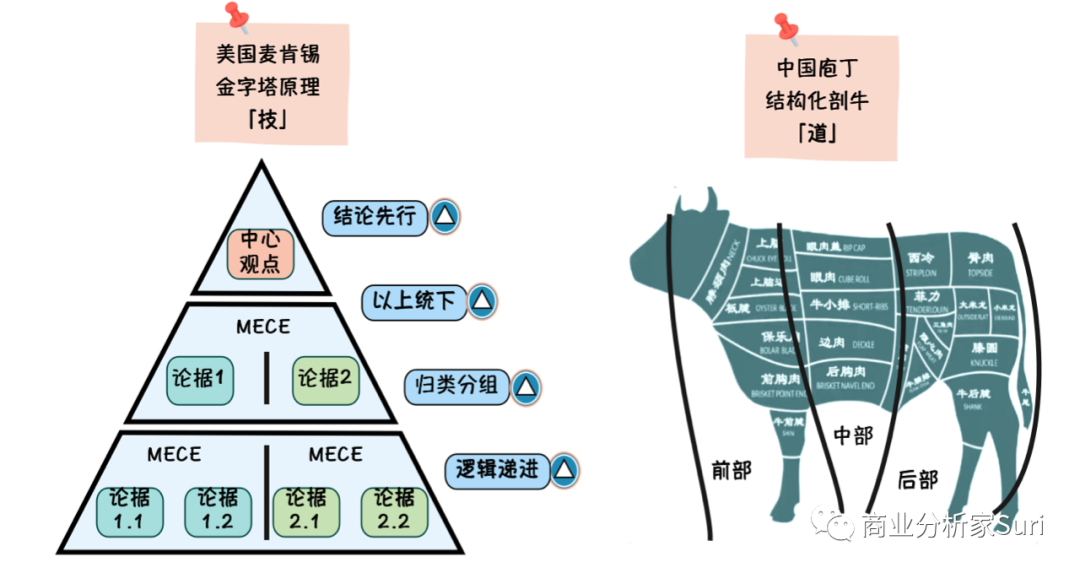 美国麦肯锡
金字塔原理
「技」
中心
观点
MECE
论据1
论据2
MECE
MECE
论据
1.1
论据
1.2
论据
2.1
论据
2.2
结论先行
以上统下
归类分组
逻辑递进
中国庖丁
结构化剖牛
「道」
脖颈肉 NECK
上脑
CHUCK EYE ROLL
上脑边
板腱 OYSTER BLADE
保乐肉
BOLAR BLADE
前胸肉
BRISKET POINT END
牛前腱
SHIN
眼肉盖 RIP CAP
眼肉 CUBE ROLL
牛小排 SHORT-RIBS
边肉 DECKLE
后胸肉
BRISKET NAVEL END
西冷
STRIPLOIN
臀肉
TOPSIDE
菲力
TENDERLOUIN
大米龙
OUTSIDE FLAT
小米龙
三角肉
膝圆
KNUCKLE
牛后腱
SHANK
牛尾
前部
中部
后部
商业分析家Suri